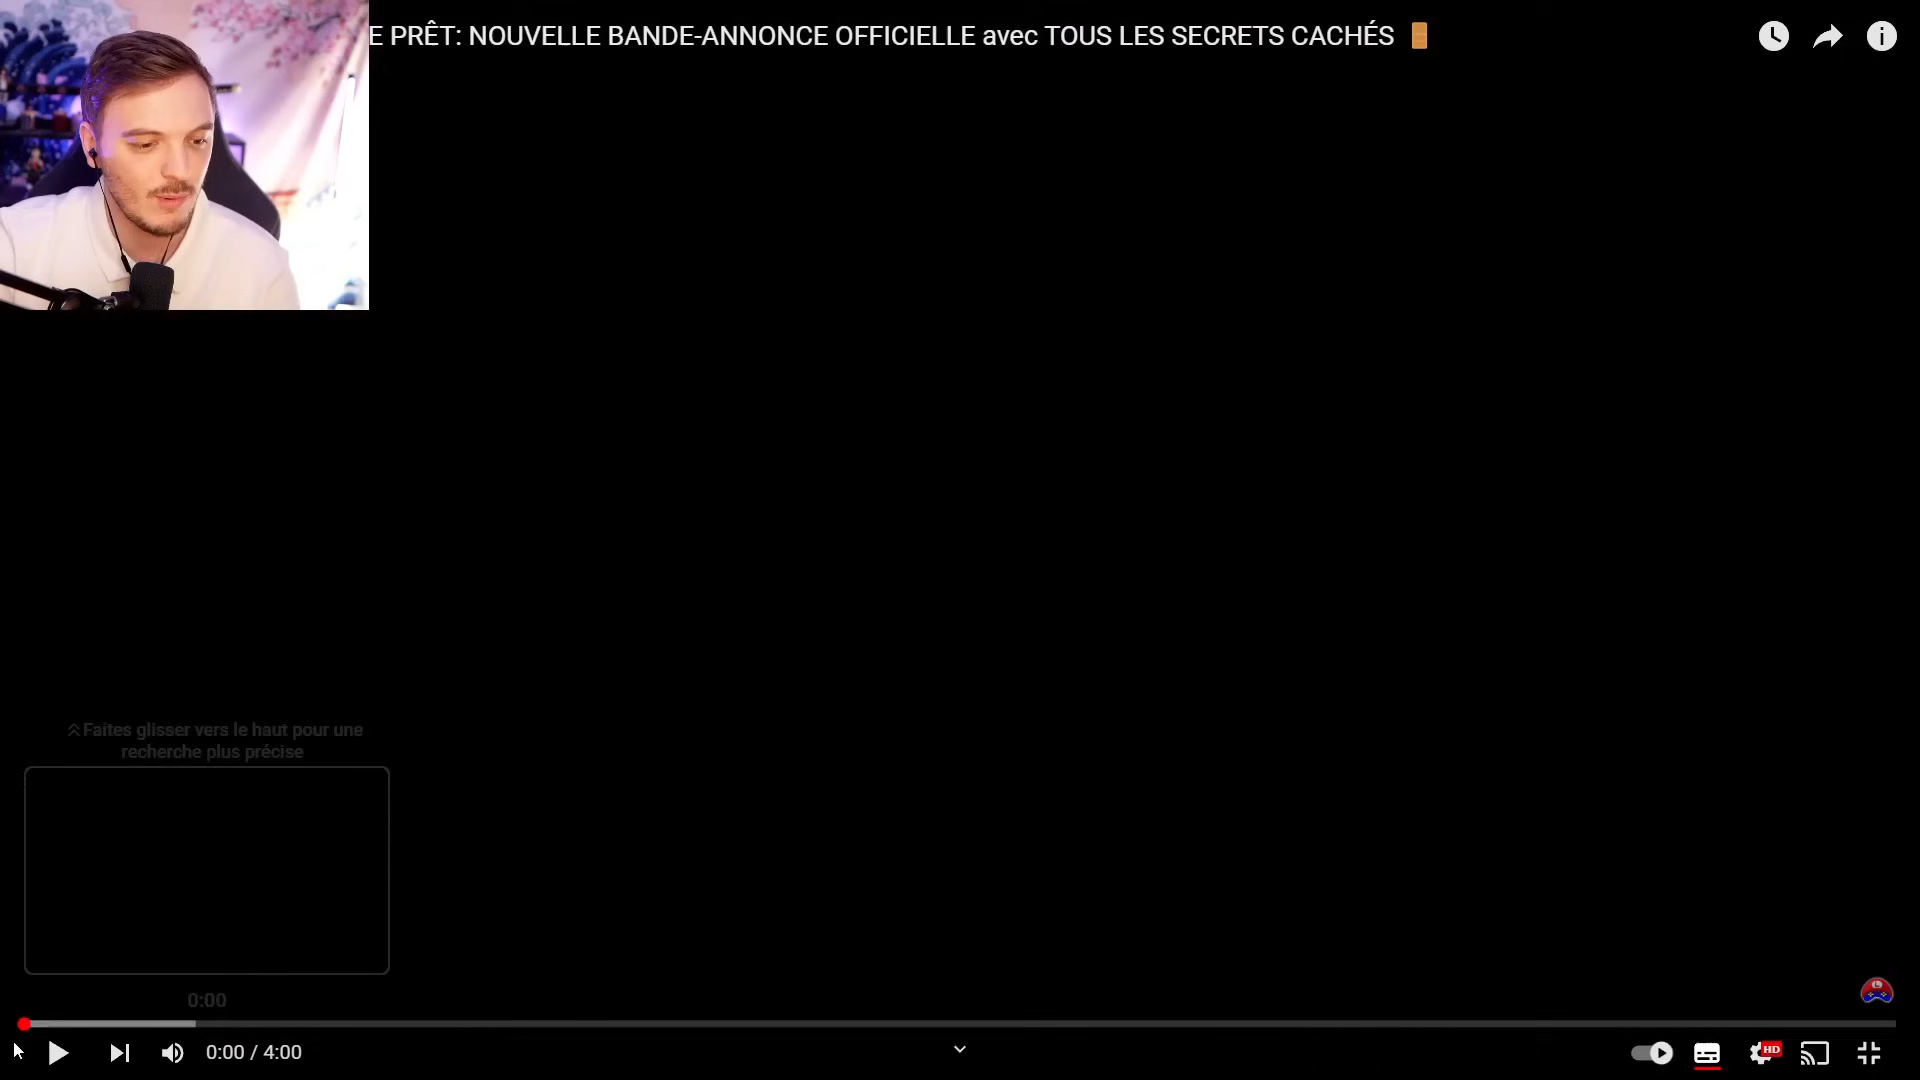 E PRÊT: NOUVELLE BANDE-ANNONCE OFFICIELLE avec TOUS LES SECRETS CACHÉS
Faites glisser vers le haut pour une
recherche plus précise
0:00
0:00 / 4:00
HD
L